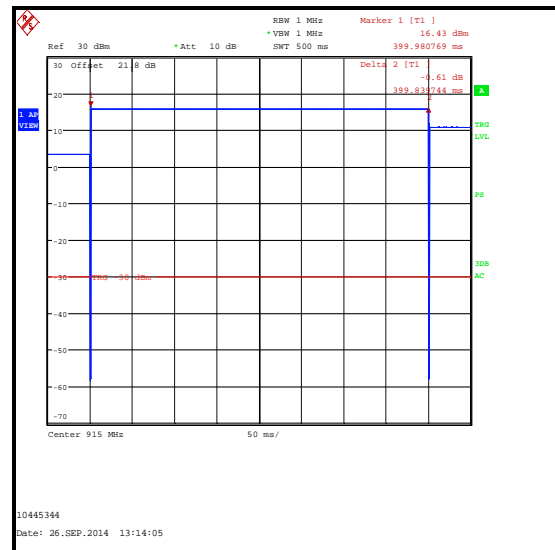 RBW 1 MHz Marker 1 [T1 ]
*VBW 1 MHz 16.43 dBm
Ref 30 dBm *Att 10 dB SWT 500 ms 399.980769 ms
30 Offset 21.8 dB Delta 2 [T1 ]
-0.61 dB
399.839744 ms
A
20
1
1 AP
VIEW
10
TRG
LVL
0
PS
-10
-20
3DB
AC
-30
TRG -30 dBm
-40
-50
-60
-70
Center 915 MHz 50 ms/
10445344
Date: 26.SEP.2014 13:14:05